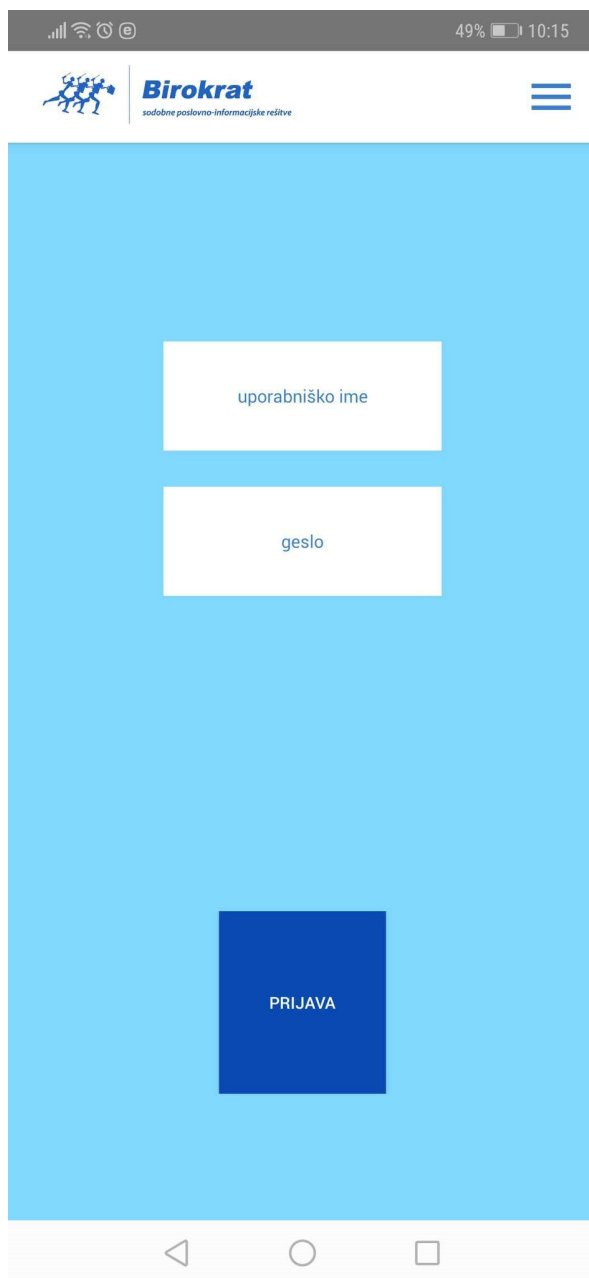 49% 10:15
Birokrat
sodobne poslovno-informacijske rešitve
uporabniško ime
geslo
PRIJAVA